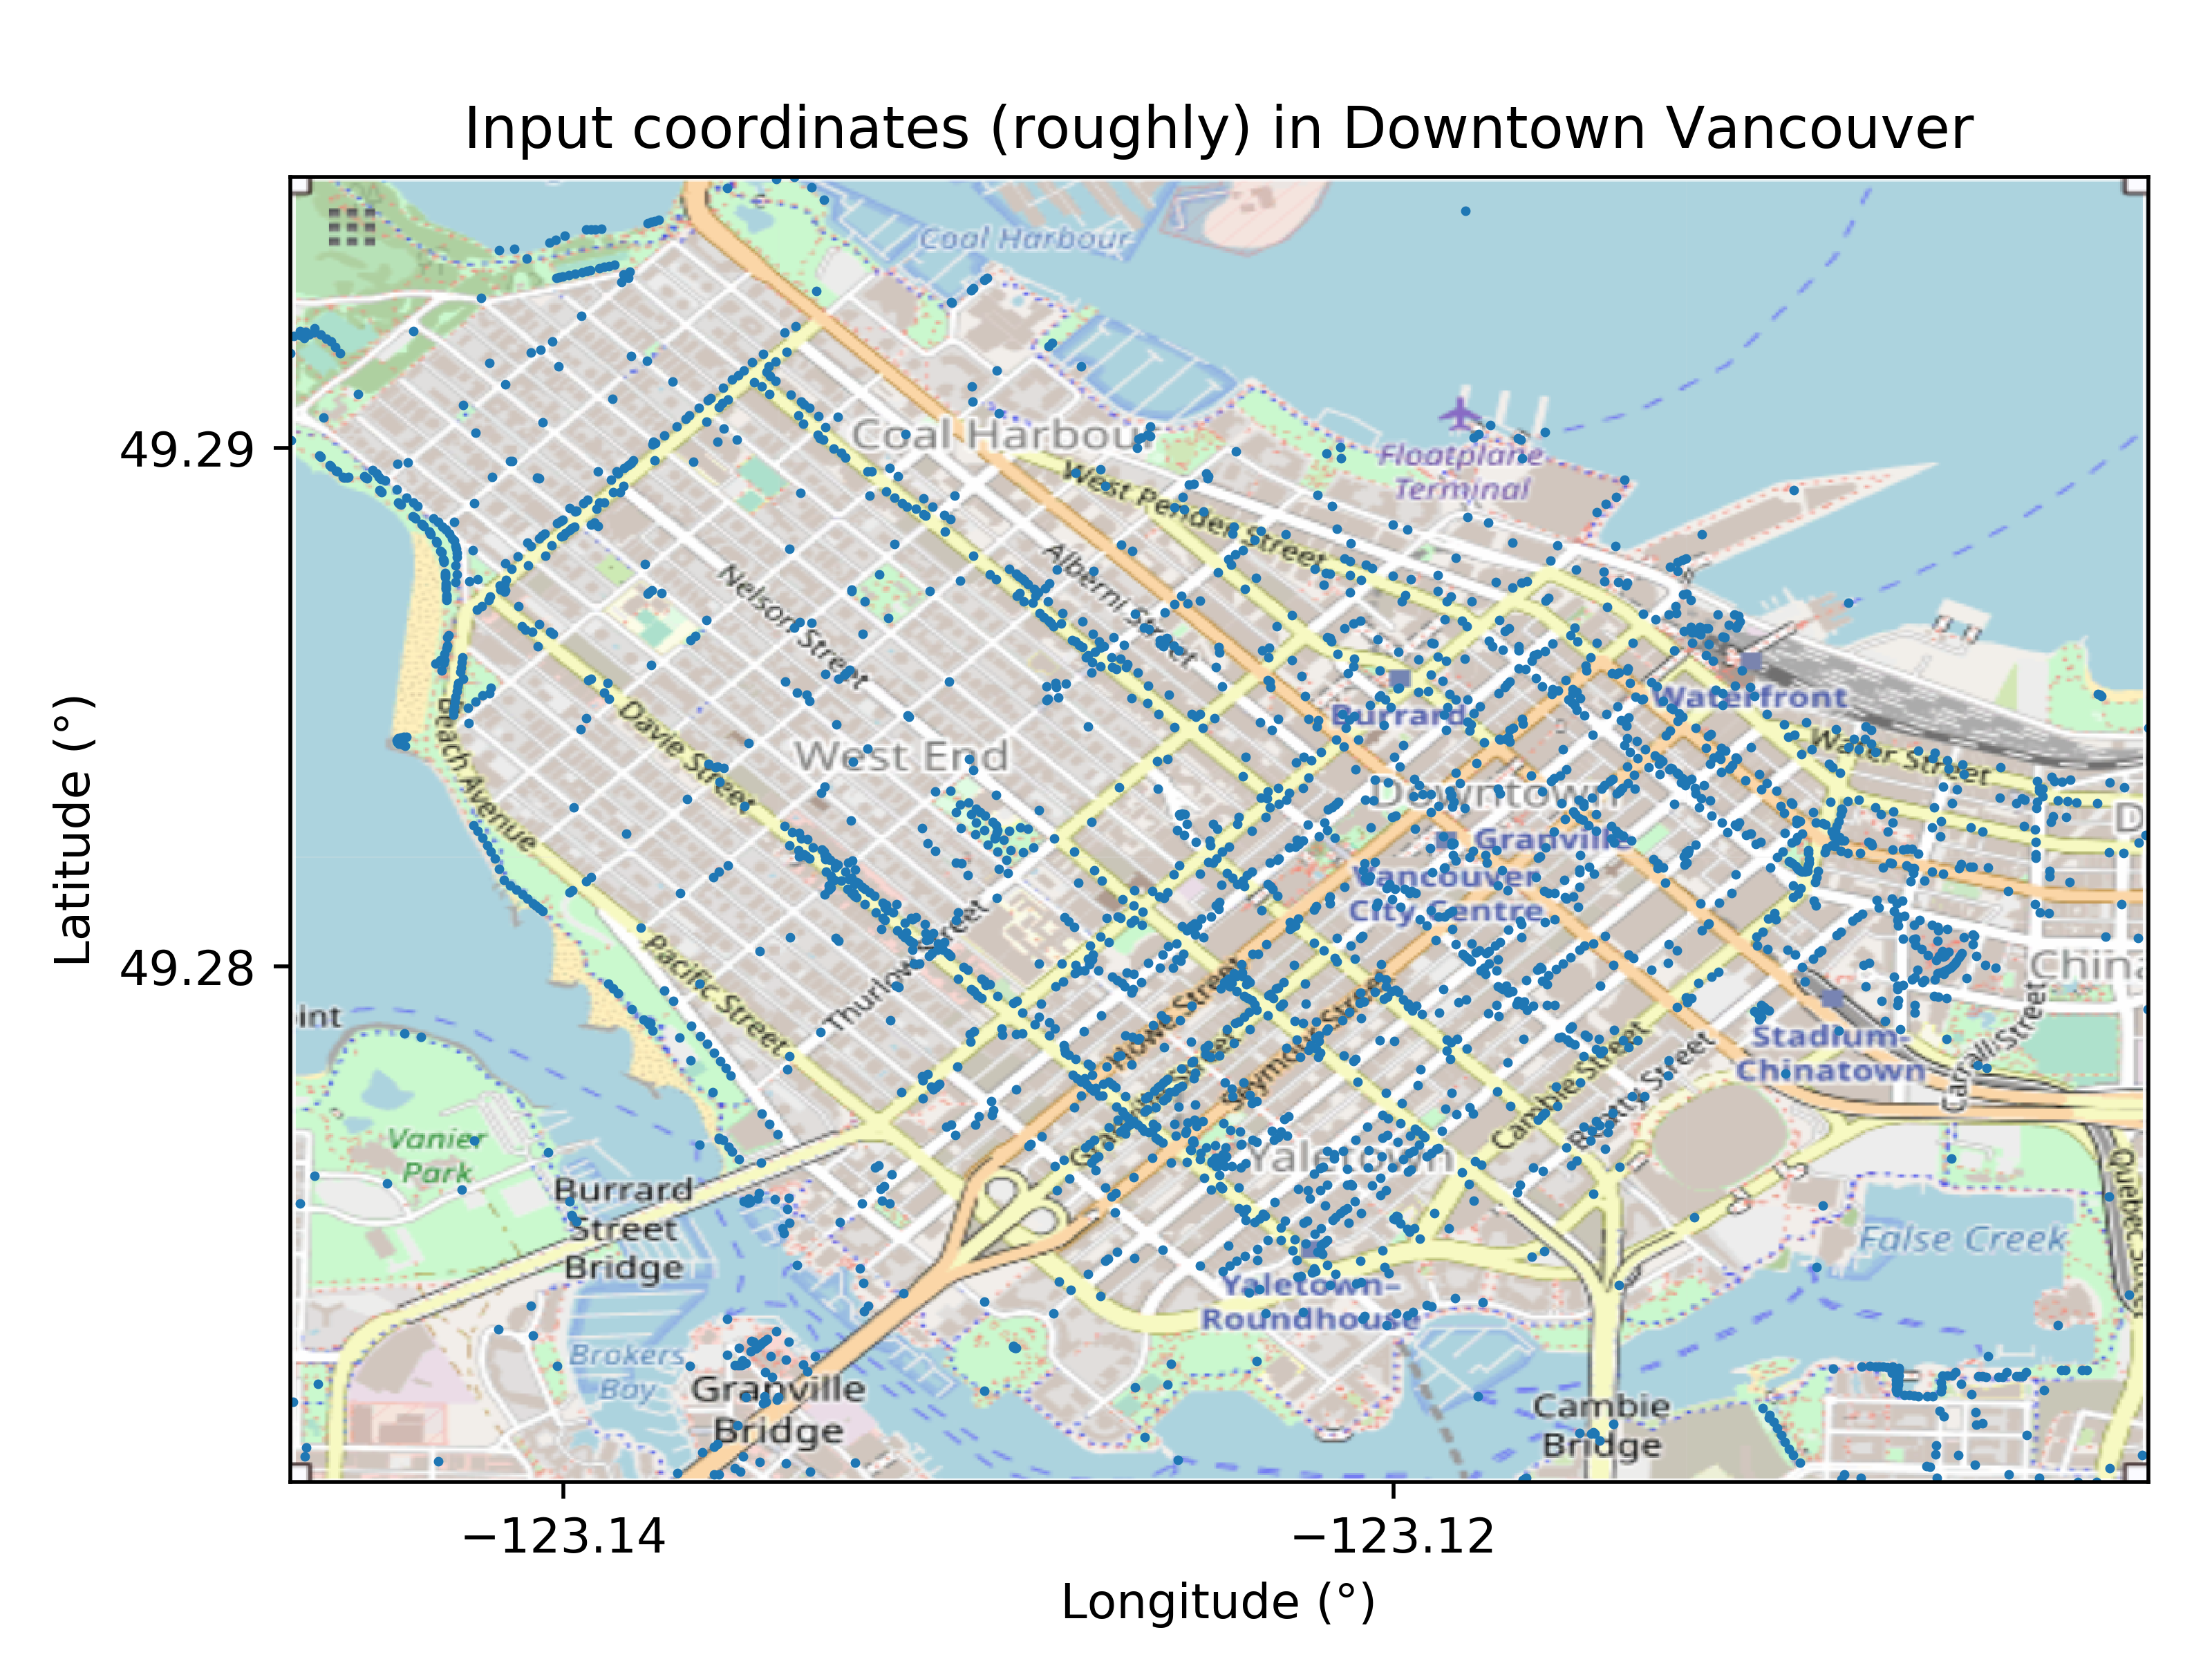 Input coordinates (roughly) in Downtown Vancouver
Coal Harbour
Coal Harbou
49.29
Floatplane
Terminal
West Pender Street
Alberni Street
Nelson Street
Waterfront
Burrard
Water Street
Davie Street
Beach Avenue
West End
Downtown
D
Granville
Vancouver
City Centre
Latitude (°)
49.28
China
Pacific Street
Thurlow Street
Howe Street
Seymour Street
Granville Street
int
Stadium-
Chinatown
Cambie Street
Beatty Street
Carrall Street
Vanier
Park
Yaletown
Burrard
Street
Bridge
False Creek
Yaletown-
Roundhouse
Brokers
Bay
Granville
Bridge
Cambie
Bridge
−123.14
−123.12
Longitude (°)